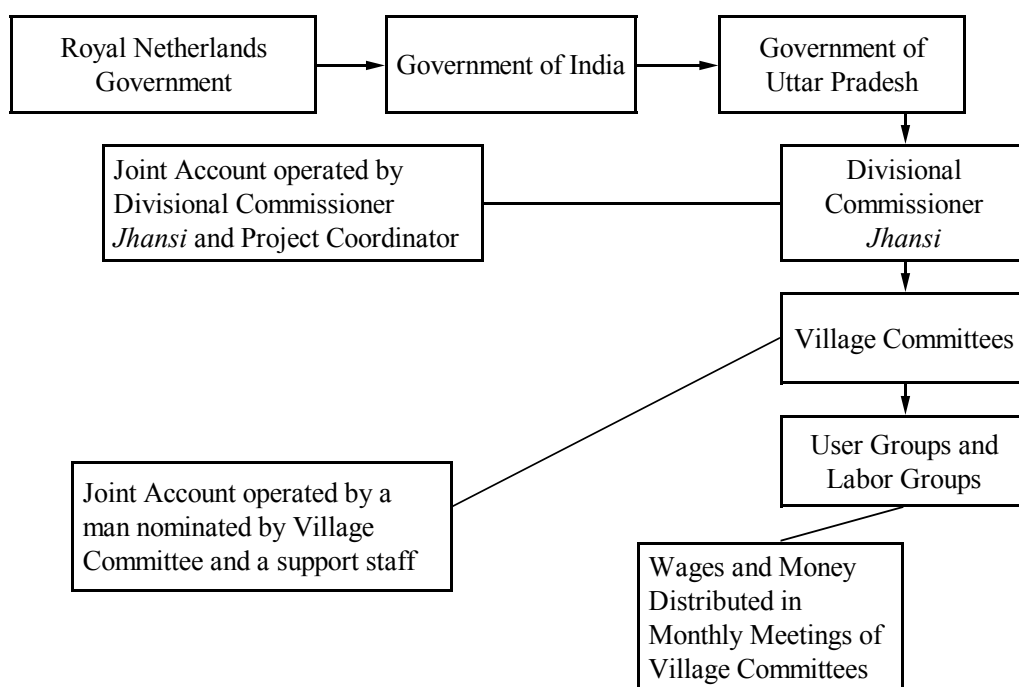 Royal Netherlands
Government
Government of India
Government of
Uttar Pradesh
Joint Account operated by
Divisional Commissioner
Jhansi and Project Coordinator
Divisional
Commissioner
Jhansi
Village Committees
User Groups and
Labor Groups
Joint Account operated by a
man nominated by Village
Committee and a support staff
Wages and Money
Distributed in
Monthly Meetings of
Village Committees